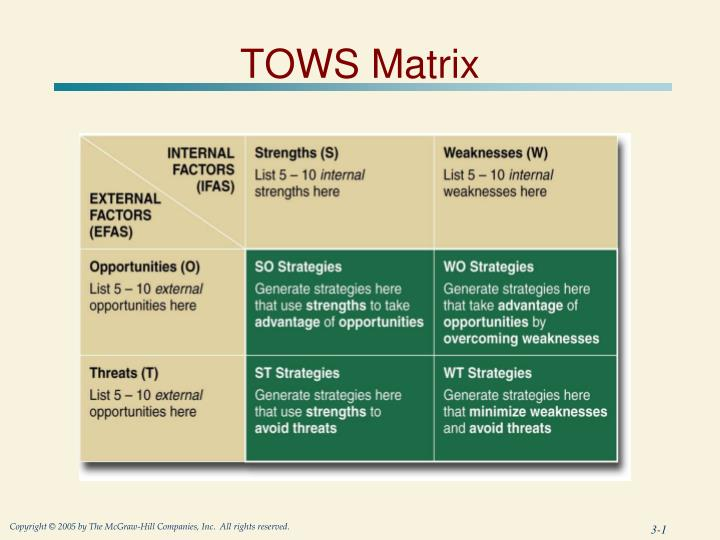 TOWS Matrix
INTERNAL
FACTORS
(IFAS)
EXTERNAL
FACTORS
(EFAS)
Strengths (S)
List 5 – 10 internal
strengths here
Weaknesses (W)
List 5 – 10 internal
weaknesses here
Opportunities (O)
List 5 – 10 external
opportunities here
SO Strategies
Generate strategies here
that use strengths to take
advantage of opportunities
WO Strategies
Generate strategies here
that take advantage of
opportunities by
overcoming weaknesses
Threats (T)
List 5 – 10 external
opportunities here
ST Strategies
Generate strategies here
that use strengths to
avoid threats
WT Strategies
Generate strategies here
that minimize weaknesses
and avoid threats
Copyright © 2005 by The McGraw-Hill Companies, Inc. All rights reserved.
3-1